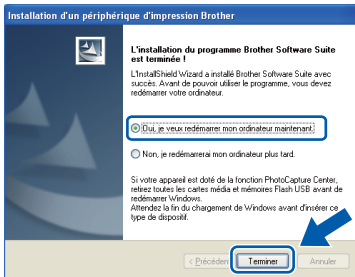 Installation d'un périphérique d'impression Brother
L'installation du programme Brother Software Suite
est terminée !
L'InstallShield Wizard a installé Brother Software Suite avec
succès. Avant de pouvoir utiliser le programme, vous devez
redémarrer votre ordinateur.
Oui, je veux redémarrer mon ordinateur maintenant.
Non, je redémarrerai mon ordinateur plus tard.
Si votre appareil est doté de la fonction PhotoCapture Center,
retirez toutes les cartes média et mémoires Flash USB avant de
redémarrer Windows.
Attendez la fin du chargement de Windows avant d'insérer ce
type de dispositif.
< Précédent Terminer Annuler